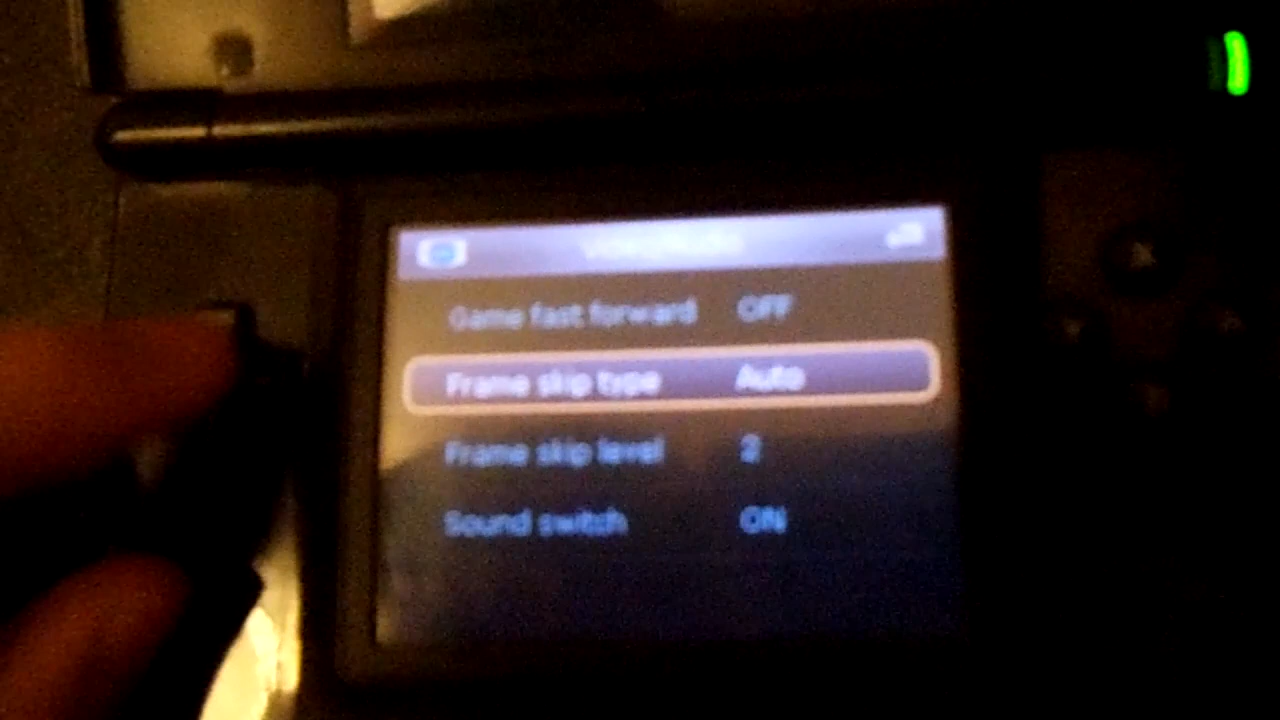 Game fast forward OFF
Frame skip type Auto
Frame skip level 2
Sound switch ON